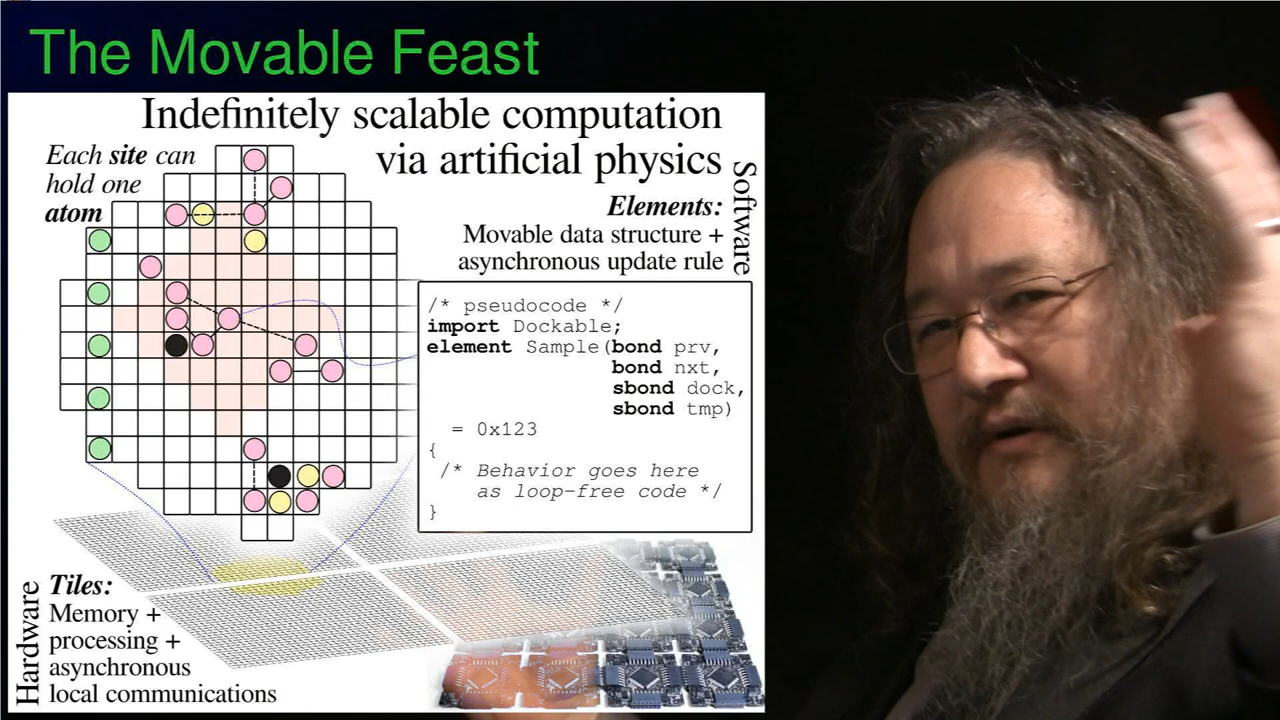 The Movable Feast
Indefinitely scalable computation
via artificial physics
Each site can
hold one
atom
Software
Elements:
Movable data structure +
asynchronous update rule
/* pseudocode */
import Dockable;
element Sample(bond prv,
bond nxt,
sbond dock,
sbond tmp)
= 0x123
{
/* Behavior goes here
as loop-free code */
}
Hardware
Tiles:
Memory +
processing +
asynchronous
local communications